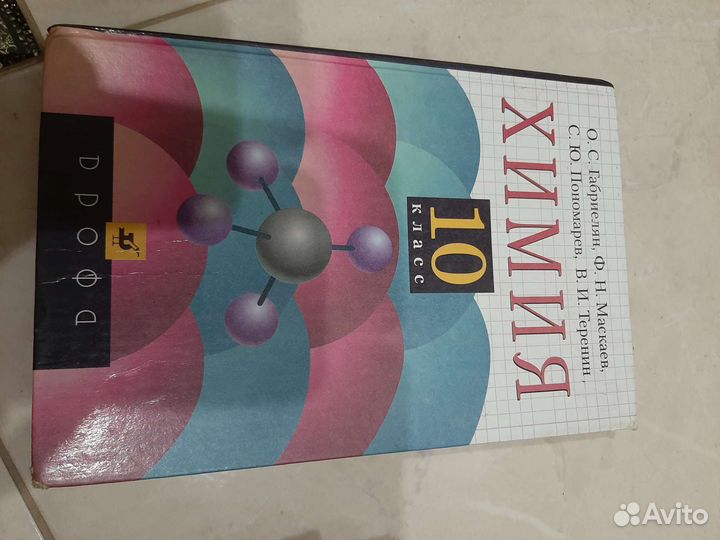 О. С. Габриелян, Ф. Н. Маскаев,
С. Ю. Пономарев, В. И. Теренин
ХИМИЯ
10
класс
ДРОФА
Avito